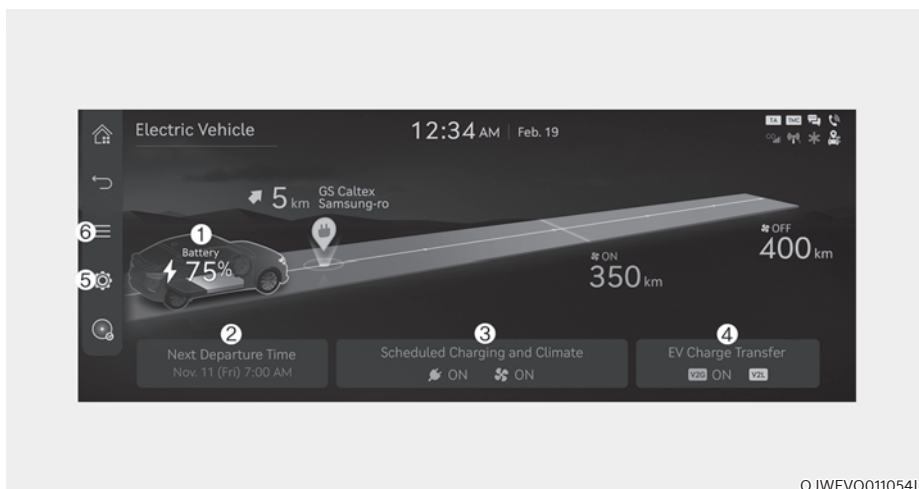 Electric Vehicle
12:34 AM | Feb. 19
TA TMC
5 km GS Caltex
Samsung-ro
6
1
Battery
75%
OFF
400 km
ON
350 km
5
2
3
4
Next Departure Time
Nov. 11 (Fri) 7:00 AM
Scheduled Charging and Climate
ON ON
EV Charge Transfer
V2G ON V2L